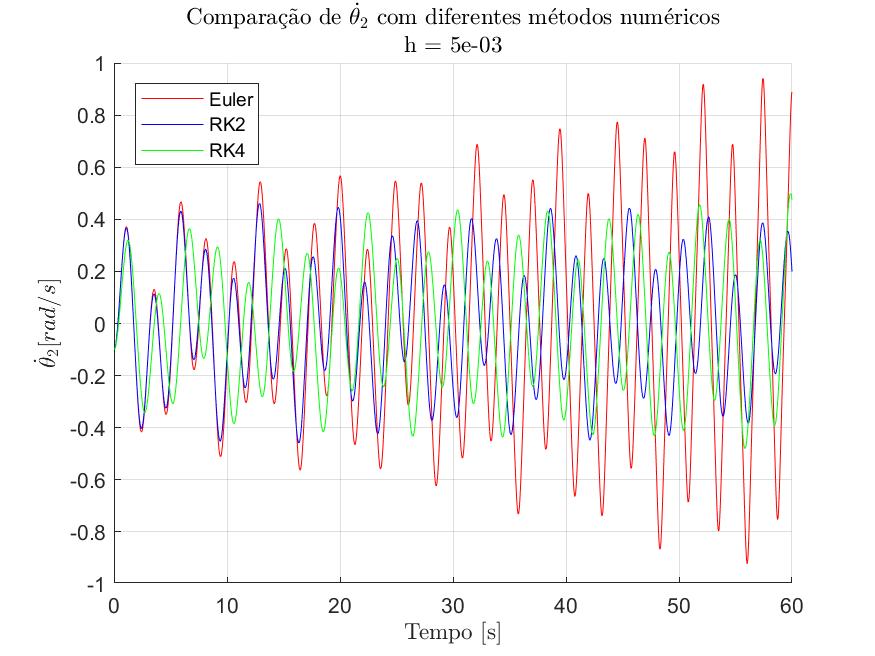 Comparação de θ̇₂ com diferentes métodos numéricos
h = 5e-03
Euler
RK2
RK4
1
0.8
0.6
0.4
0.2
0
-0.2
-0.4
-0.6
-0.8
-1
θ̇₂[rad/s]
0 10 20 30 40 50 60
Tempo [s]